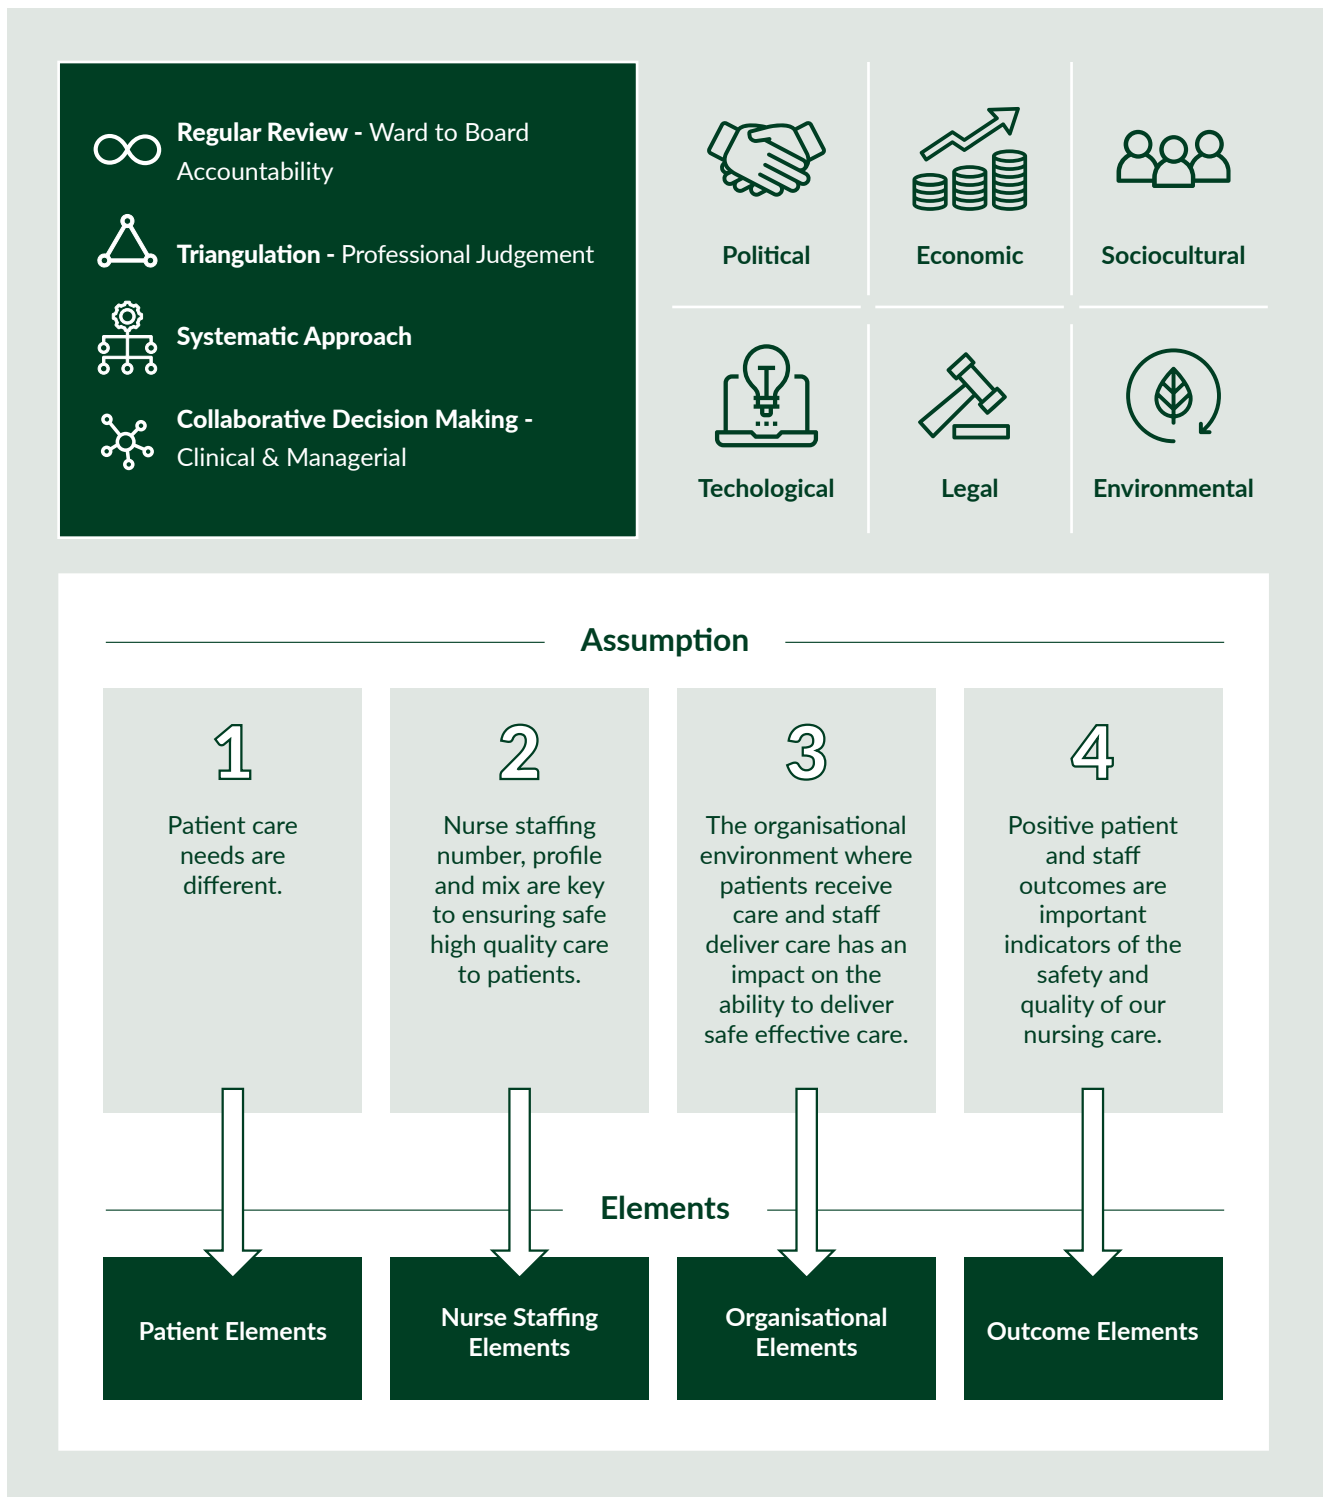 Regular Review - Ward to Board
Accountability
Triangulation - Professional Judgement
Systematic Approach
Collaborative Decision Making -
Clinical & Managerial
Political
Economic
Sociocultural
Techological
Legal
Environmental
Assumption
1
Patient care
needs are
different.
2
Nurse staffing
number, profile
and mix are key
to ensuring safe
high quality care
to patients.
3
The organisational
environment where
patients receive
care and staff
deliver care has an
impact on the
ability to deliver
safe effective care.
4
Positive patient
and staff
outcomes are
important
indicators of the
safety and
quality of our
nursing care.
Elements
Patient Elements
Nurse Staffing
Elements
Organisational
Elements
Outcome Elements